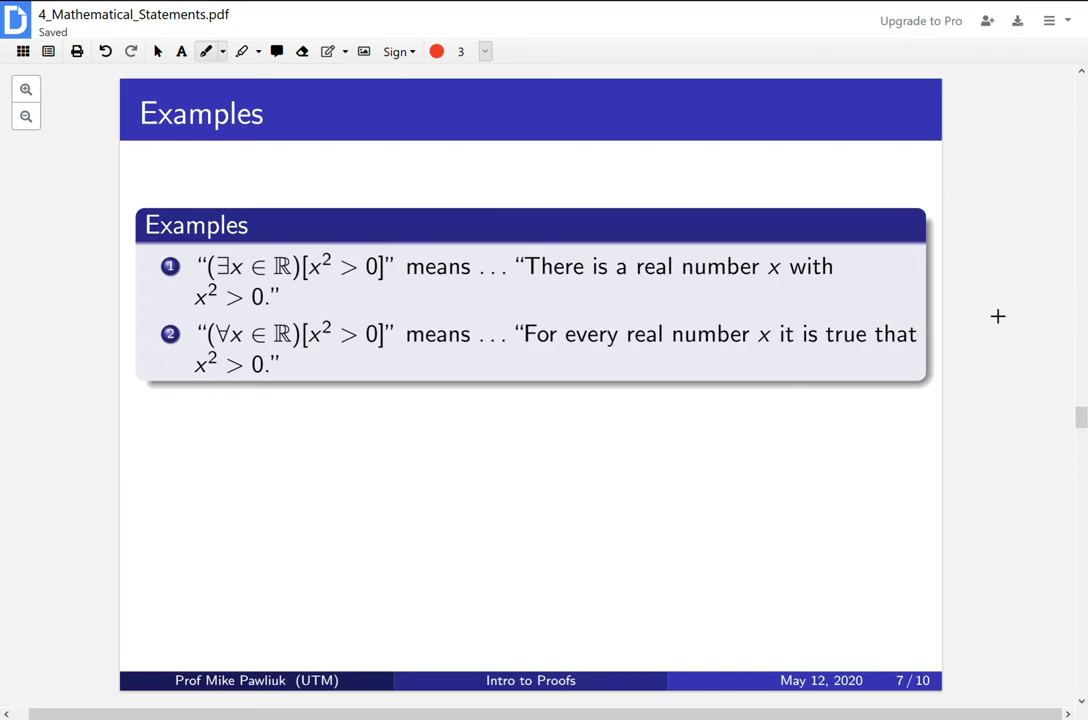 4_Mathematical_Statements.pdf
Saved
Upgrade to Pro
Sign
3
Examples
Examples
1 “(∃x ∈ ℝ)[x² > 0]” means . . . “There is a real number x with
x² > 0.”
2 “(∀x ∈ ℝ)[x² > 0]” means . . . “For every real number x it is true that
x² > 0.”
Prof Mike Pawliuk (UTM) Intro to Proofs May 12, 2020 7 / 10